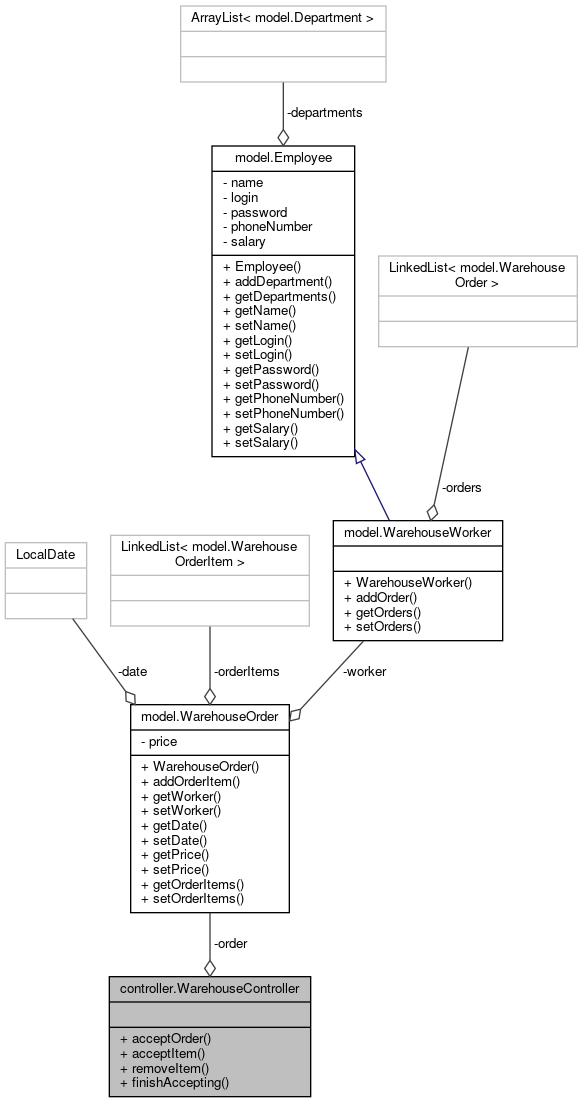 ArrayList< model.Department >
-departments
model.Employee
- name
- login
- password
- phoneNumber
- salary
+ Employee()
+ addDepartment()
+ getDepartments()
+ getName()
+ setName()
+ getLogin()
+ setLogin()
+ getPassword()
+ setPassword()
+ getPhoneNumber()
+ setPhoneNumber()
+ getSalary()
+ setSalary()
LinkedList< model.Warehouse
Order >
-orders
model.WarehouseWorker
+ WarehouseWorker()
+ addOrder()
+ getOrders()
+ setOrders()
LocalDate
LinkedList< model.Warehouse
OrderItem >
-date
-orderItems
-worker
model.WarehouseOrder
- price
+ WarehouseOrder()
+ addOrderItem()
+ getWorker()
+ setWorker()
+ getDate()
+ setDate()
+ getPrice()
+ setPrice()
+ getOrderItems()
+ setOrderItems()
-order
controller.WarehouseController
+ acceptOrder()
+ acceptItem()
+ removeItem()
+ finishAccepting()